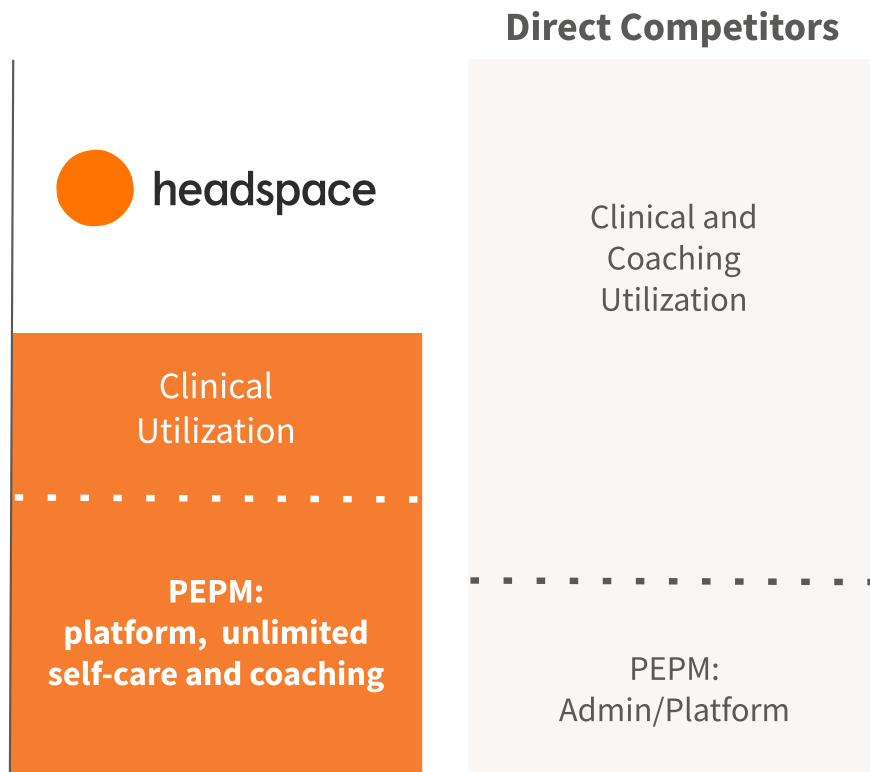 Direct Competitors
headspace
Clinical
Utilization
PEPM:
platform, unlimited
self-care and coaching
Clinical and
Coaching
Utilization
PEPM:
Admin/Platform